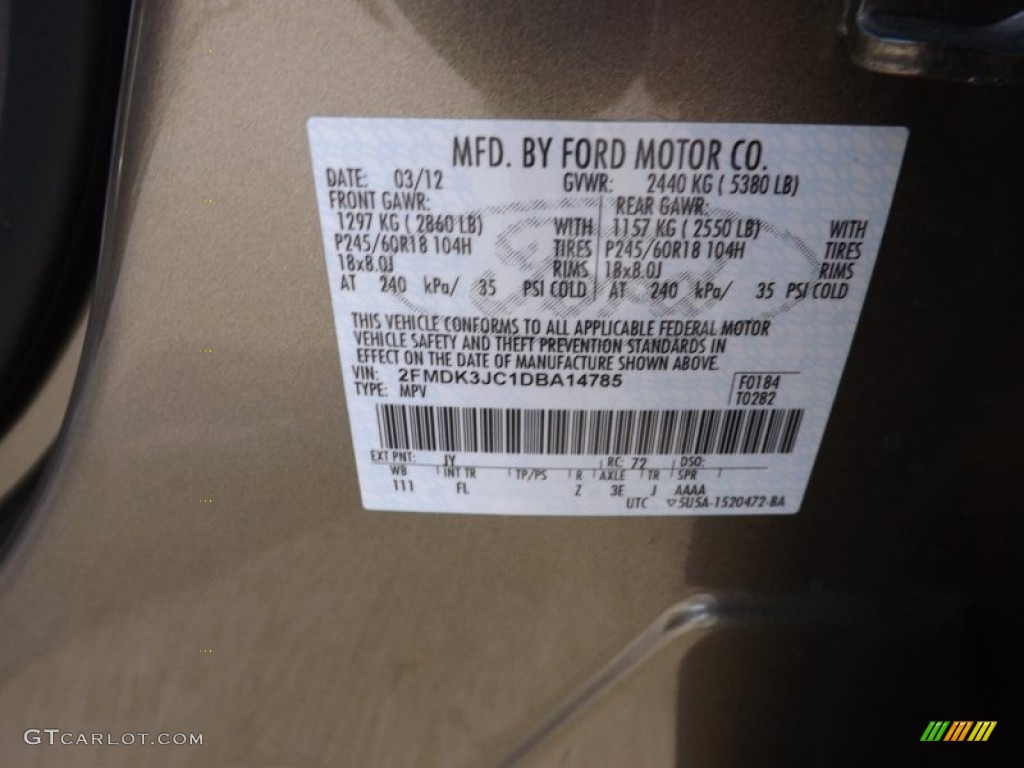 MFD. BY FORD MOTOR CO.
DATE: 03/12 GVWR: 2440 KG ( 5380 LB)
FRONT GAWR: REAR GAWR:
1297 KG ( 2860 LB) WITH 1157 KG ( 2550 LB) WITH
P245/60R18 104H TIRES P245/60R18 104H TIRES
18x8.0J RIMS 18x8.0J RIMS
AT 240 kPa/ 35 PSI COLD AT 240 kPa/ 35 PSI COLD
THIS VEHICLE CONFORMS TO ALL APPLICABLE FEDERAL MOTOR
VEHICLE SAFETY AND THEFT PREVENTION STANDARDS IN
EFFECT ON THE DATE OF MANUFACTURE SHOWN ABOVE.
VIN: 2FMDK3JC1DBA14785 F0184
TYPE: MPV T0282
EXT PNT: JY RC: 72 DSO:
WB INT TR TP/PS R AXLE TR SPR
111 FL Z 3E J AAAA
UTC ▽5U5A-1520472-BA
GTCARLOT.COM